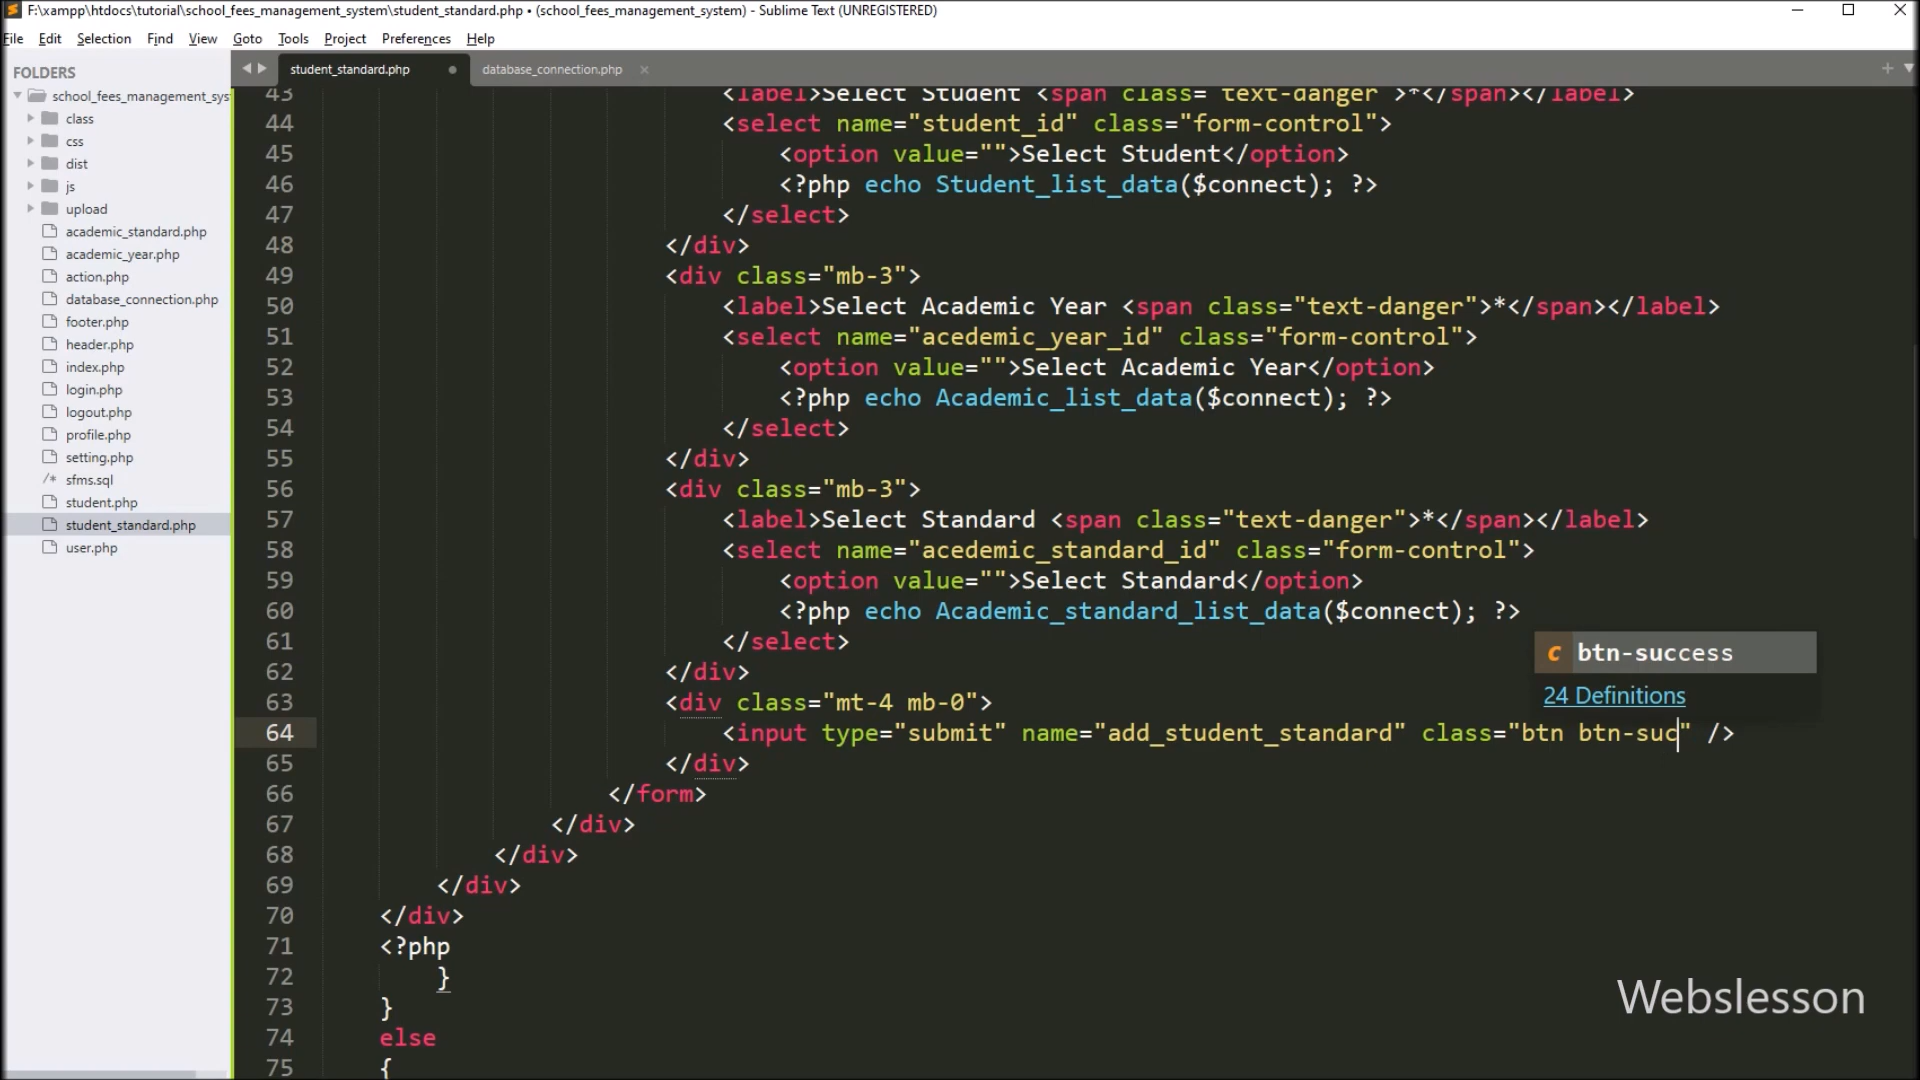 F:\xampp\htdocs\tutorial\school_fees_management_system\student_standard.php • (school_fees_management_system) - Sublime Text (UNREGISTERED)
File Edit Selection Find View Goto Tools Project Preferences Help
FOLDERS
school_fees_management_sys
class
css
dist
js
upload
academic_standard.php
academic_year.php
action.php
database_connection.php
footer.php
header.php
index.php
login.php
logout.php
profile.php
setting.php
/* sfms.sql
student.php
student_standard.php
user.php
student_standard.php database_connection.php
43 <label>Select Student <span class="text-danger">*</span></label>
44 <select name="student_id" class="form-control">
45 <option value="">Select Student</option>
46 <?php echo Student_list_data($connect); ?>
47 </select>
48 </div>
49 <div class="mb-3">
50 <label>Select Academic Year <span class="text-danger">*</span></label>
51 <select name="acedemic_year_id" class="form-control">
52 <option value="">Select Academic Year</option>
53 <?php echo Academic_list_data($connect); ?>
54 </select>
55 </div>
56 <div class="mb-3">
57 <label>Select Standard <span class="text-danger">*</span></label>
58 <select name="acedemic_standard_id" class="form-control">
59 <option value="">Select Standard</option>
60 <?php echo Academic_standard_list_data($connect); ?>
61 </select>
62 </div>
63 <div class="mt-4 mb-0">
64 <input type="submit" name="add_student_standard" class="btn btn-suc" />
65 </div>
66 </form>
67 </div>
68 </div>
69 </div>
70 </div>
71 <?php
72 }
73 }
74 else
75 {
c btn-success
24 Definitions
Webslesson